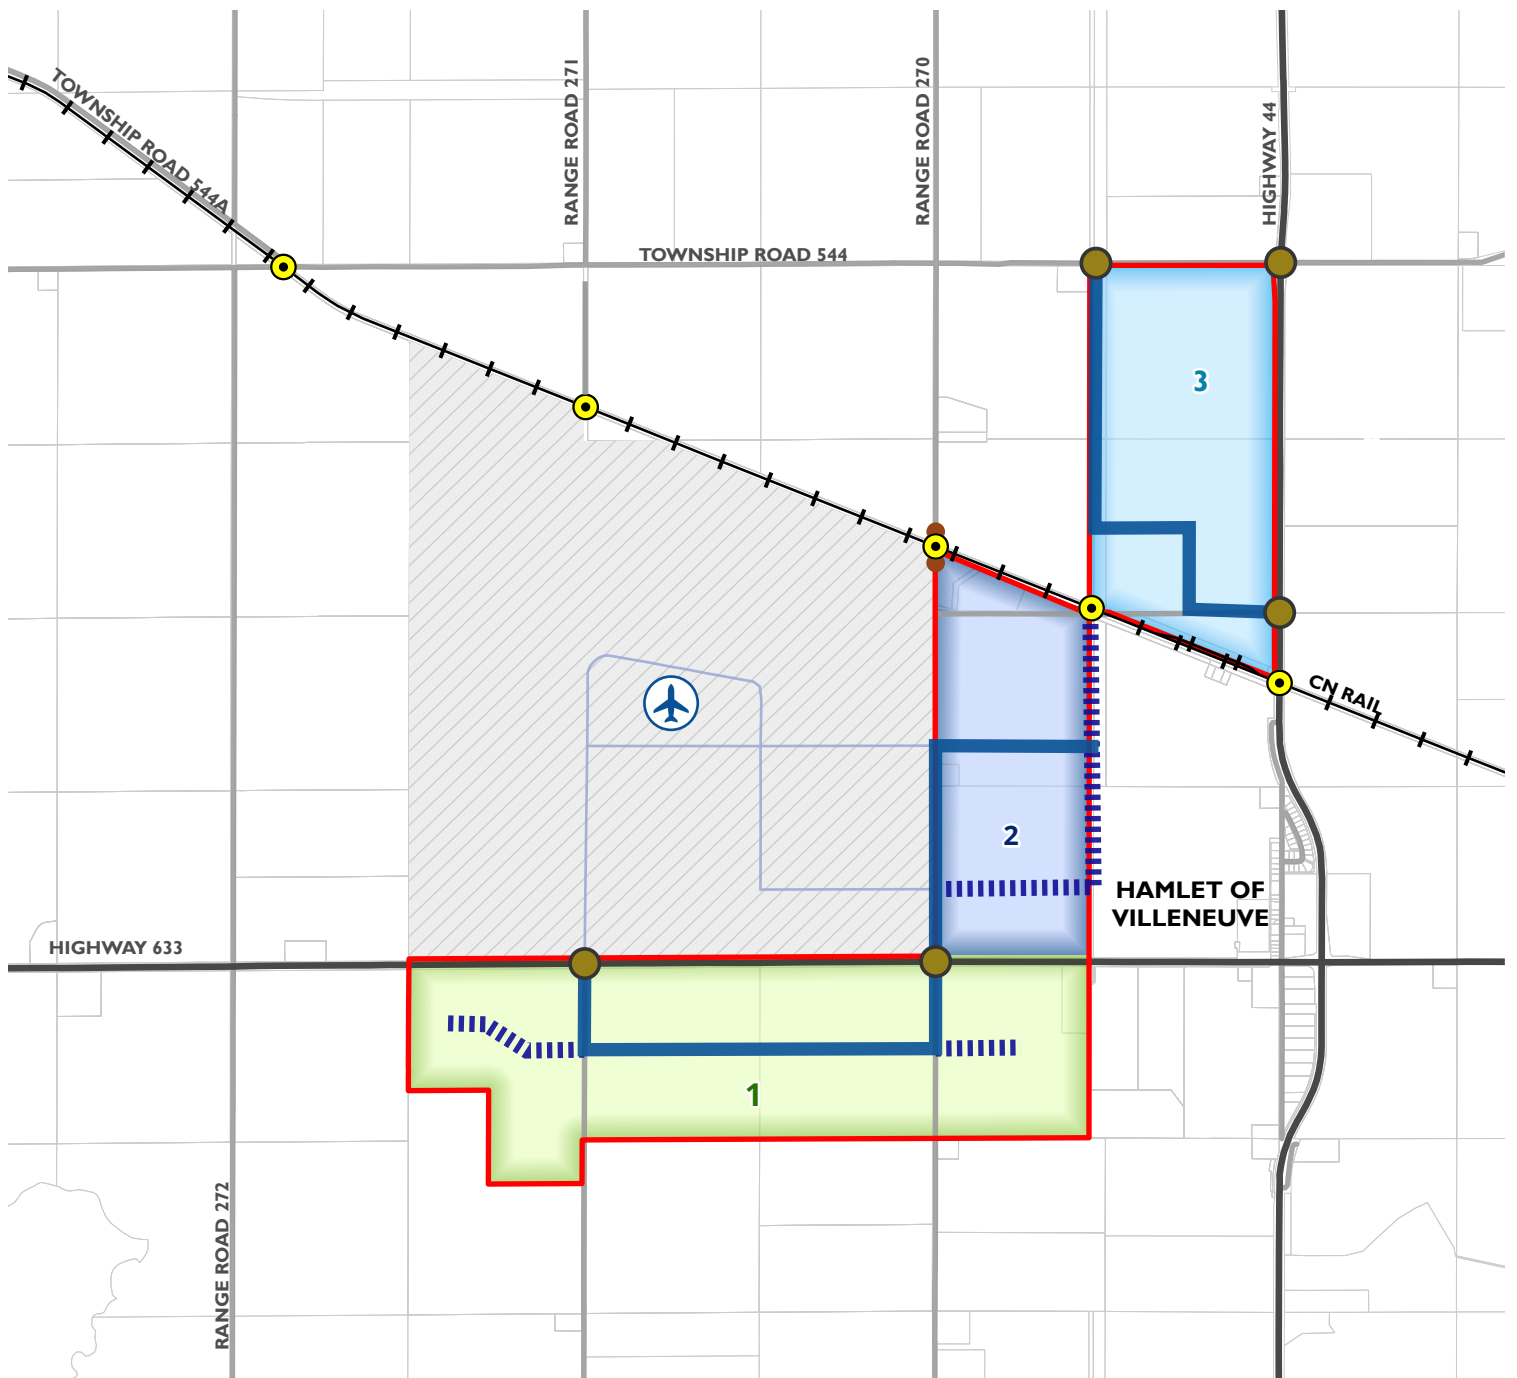 TOWNSHIP ROAD 544A
RANGE ROAD 271
RANGE ROAD 270
HIGHWAY 44
TOWNSHIP ROAD 544
3
CN RAIL
2
HAMLET OF
VILLENEUVE
HIGHWAY 633
1
RANGE ROAD 272